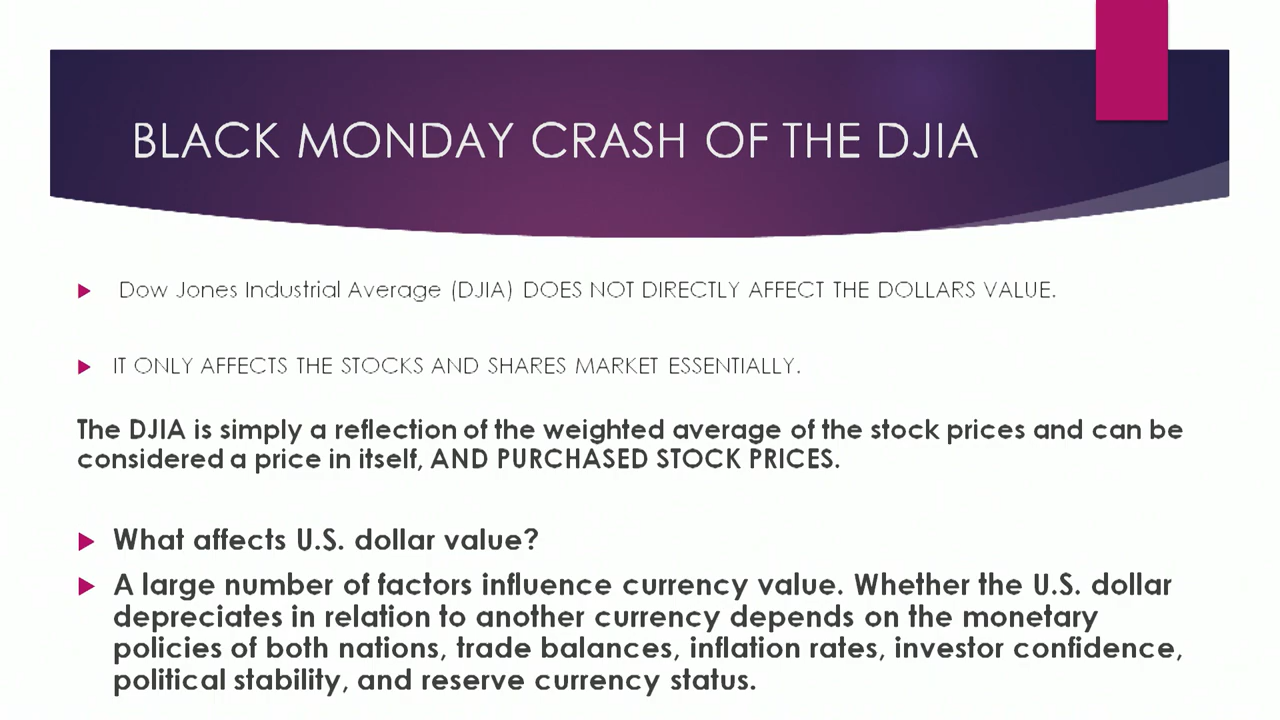 BLACK MONDAY CRASH OF THE DJIA
Dow Jones Industrial Average (DJIA) DOES NOT DIRECTLY AFFECT THE DOLLARS VALUE.
IT ONLY AFFECTS THE STOCKS AND SHARES MARKET ESSENTIALLY.
The DJIA is simply a reflection of the weighted average of the stock prices and can be
considered a price in itself, AND PURCHASED STOCK PRICES.
What affects U.S. dollar value?
A large number of factors influence currency value. Whether the U.S. dollar
depreciates in relation to another currency depends on the monetary
policies of both nations, trade balances, inflation rates, investor confidence,
political stability, and reserve currency status.